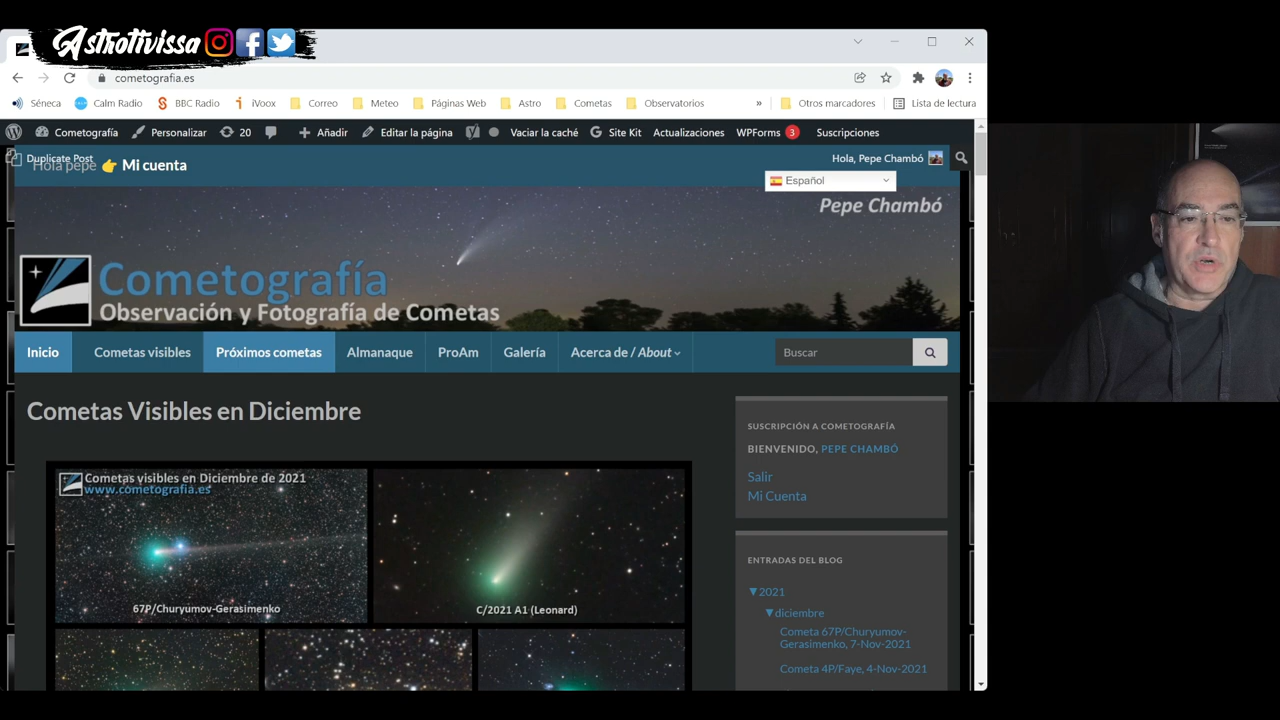 Astrotivissa
cometografia.es
Séneca
Calm Radio
BBC Radio
iVoox
Correo
Meteo
Páginas Web
Astro
Cometas
Observatorios
»
Otros marcadores
Lista de lectura
Cometografía
Personalizar
20
Añadir
Editar la página
Vaciar la caché
Site Kit
Actualizaciones
WPForms 3
Suscripciones
Duplicate Post
Hola pepe 👉 Mi cuenta
Hola, Pepe Chambó
Español
Pepe Chambó
Cometografía
Observación y Fotografía de Cometas
Inicio
Cometas visibles
Próximos cometas
Almanaque
ProAm
Galería
Acerca de / About
Buscar
Cometas Visibles en Diciembre
Cometas visibles en Diciembre de 2021
www.cometografia.es
67P/Churyumov-Gerasimenko
C/2021 A1 (Leonard)
SUSCRIPCIÓN A COMETOGRAFÍA
BIENVENIDO, PEPE CHAMBÓ
Salir
Mi Cuenta
ENTRADAS DEL BLOG
▼2021
▼diciembre
Cometa 67P/Churyumov-
Gerasimenko, 7-Nov-2021
Cometa 4P/Faye, 4-Nov-2021